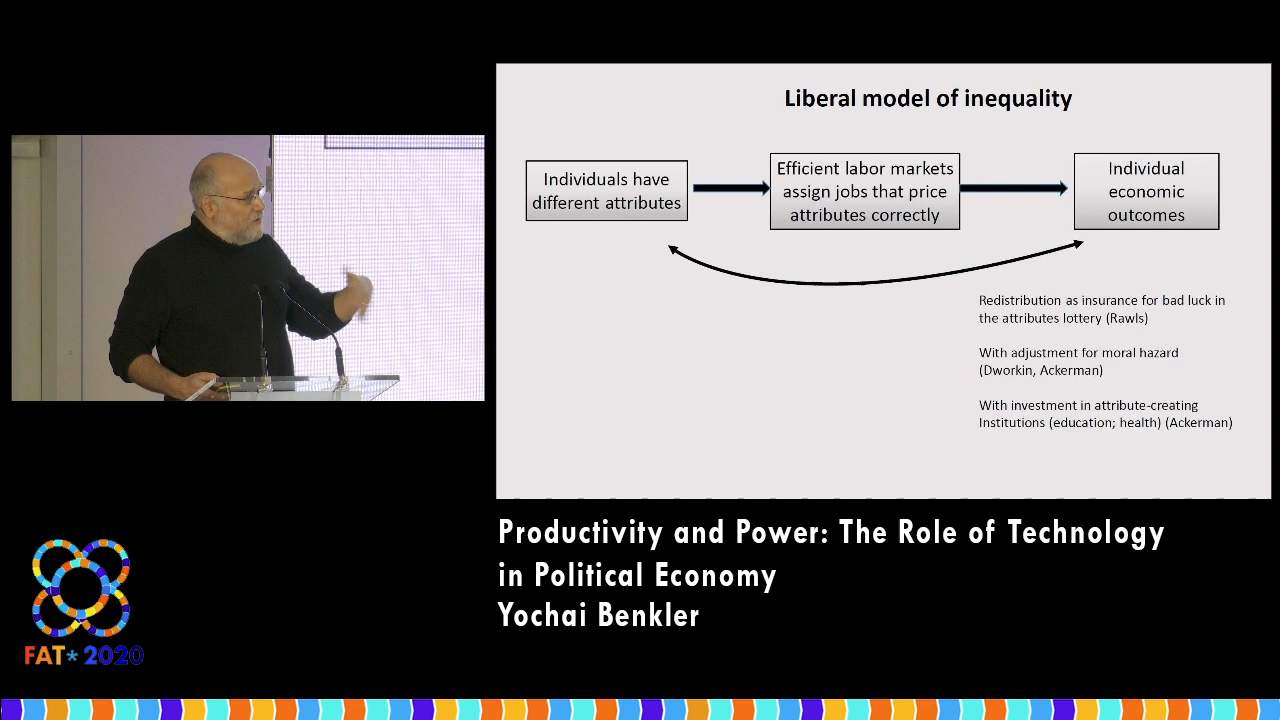 Liberal model of inequality
Individuals have
different attributes
Efficient labor markets
assign jobs that price
attributes correctly
Individual
economic
outcomes
Redistribution as insurance for bad luck in
the attributes lottery (Rawls)
With adjustment for moral hazard
(Dworkin, Ackerman)
With investment in attribute-creating
Institutions (education; health) (Ackerman)
Productivity and Power: The Role of Technology
in Political Economy
Yochai Benkler
FAT* 2020